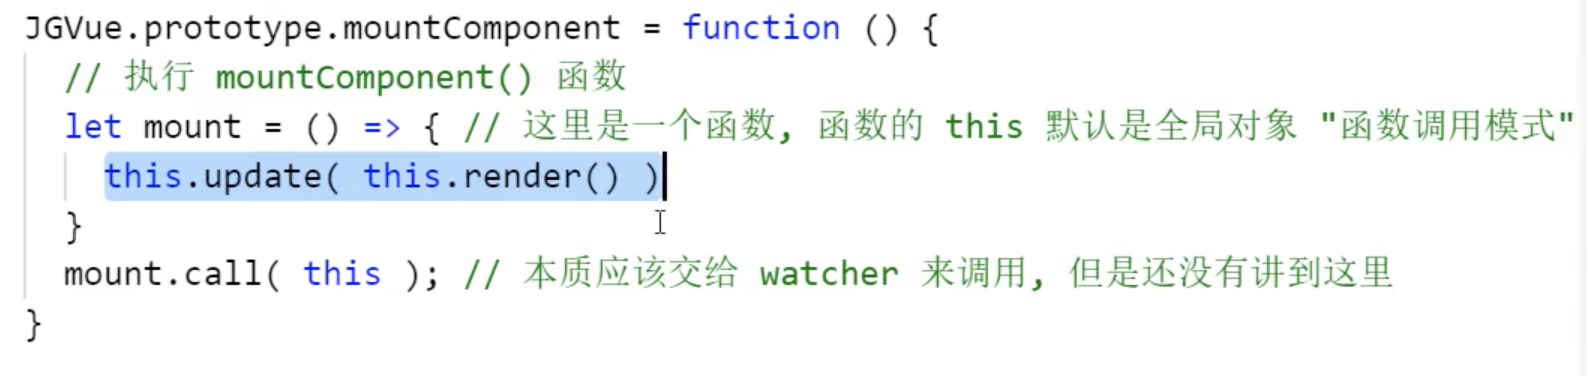 JGVue.prototype.mountComponent = function () {
// 执行 mountComponent() 函数
let mount = () => { // 这里是一个函数, 函数的 this 默认是全局对象 "函数调用模式"
this.update( this.render() )
}
mount.call( this ); // 本质应该交给 watcher 来调用, 但是还没有讲到这里
}